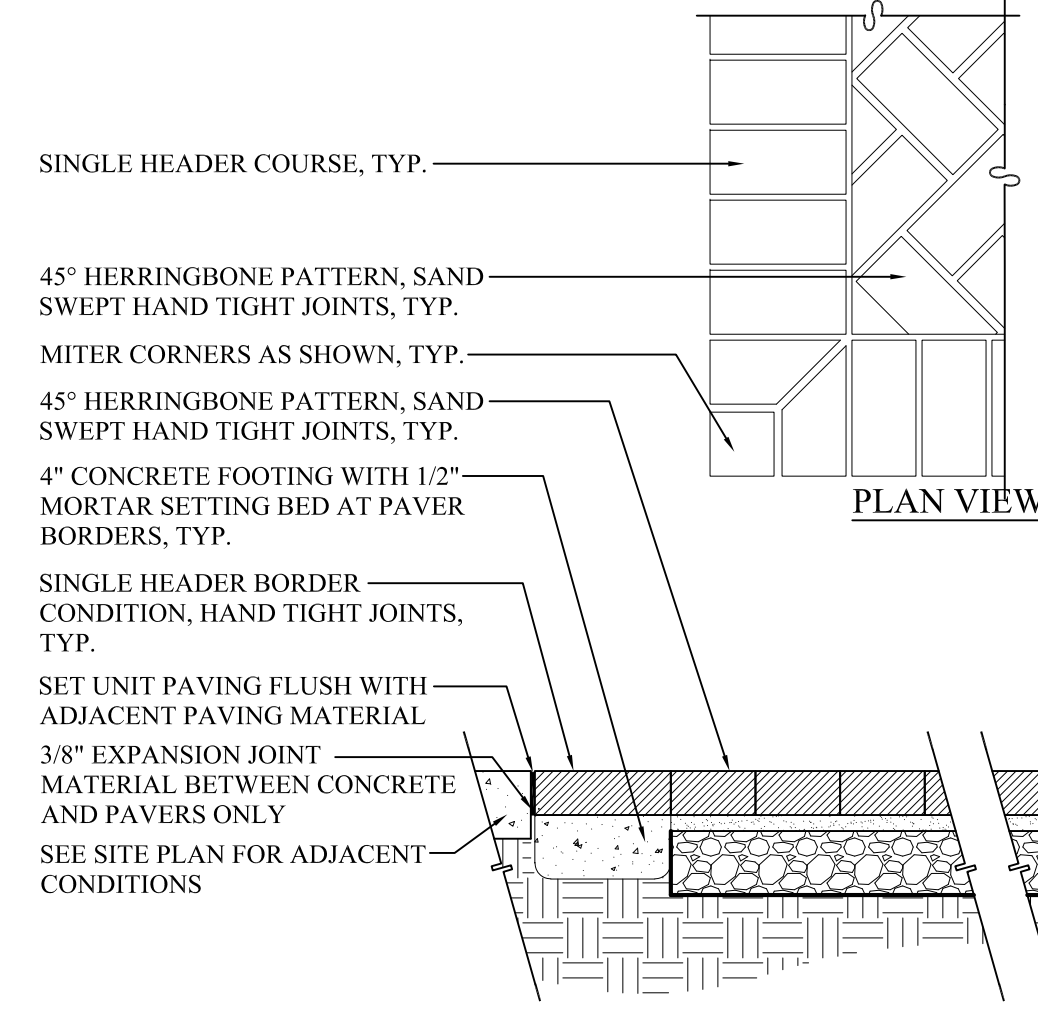 SINGLE HEADER COURSE, TYP.
45° HERRINGBONE PATTERN, SAND
SWEPT HAND TIGHT JOINTS, TYP.
MITER CORNERS AS SHOWN, TYP.
45° HERRINGBONE PATTERN, SAND
SWEPT HAND TIGHT JOINTS, TYP.
4" CONCRETE FOOTING WITH 1/2"
MORTAR SETTING BED AT PAVER
BORDERS, TYP.
SINGLE HEADER BORDER
CONDITION, HAND TIGHT JOINTS,
TYP.
SET UNIT PAVING FLUSH WITH
ADJACENT PAVING MATERIAL
3/8" EXPANSION JOINT
MATERIAL BETWEEN CONCRETE
AND PAVERS ONLY
SEE SITE PLAN FOR ADJACENT
CONDITIONS
PLAN VIEW